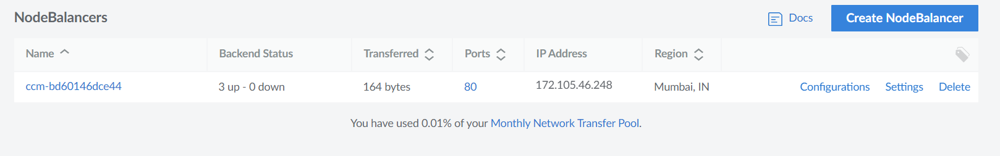 NodeBalancers
Docs
Create NodeBalancer
Name Backend Status Transferred Ports IP Address Region
ccm-bd60146dce44 3 up - 0 down 164 bytes 80 172.105.46.248 Mumbai, IN Configurations Settings Delete
You have used 0.01% of your Monthly Network Transfer Pool.